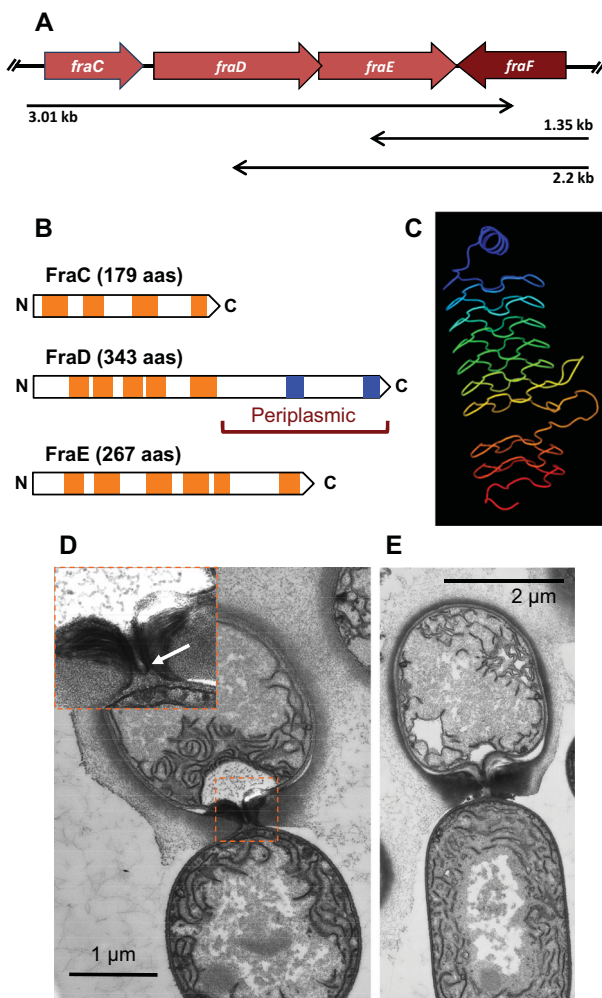 A
fraC fraD fraE fraF
3.01 kb
1.35 kb
2.2 kb
B
C
FraC (179 aas)
N C
FraD (343 aas)
N C
Periplasmic
FraE (267 aas)
N C
D
E
2 µm
1 µm